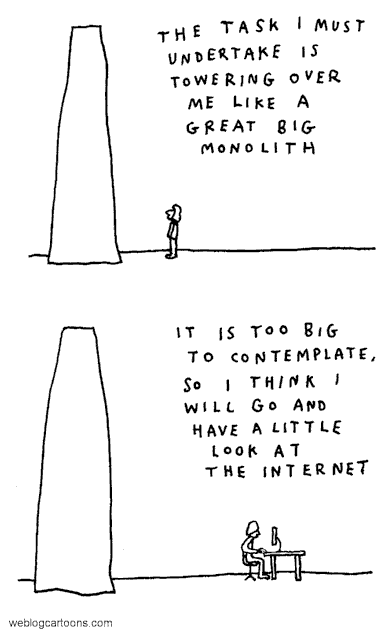 THE TASK I MUST
UNDERTAKE IS
TOWERING OVER
ME LIKE A
GREAT BIG
MONOLITH
IT IS TOO BIG
TO CONTEMPLATE,
SO I THINK I
WILL GO AND
HAVE A LITTLE
LOOK AT
THE INTERNET
weblogcartoons.com